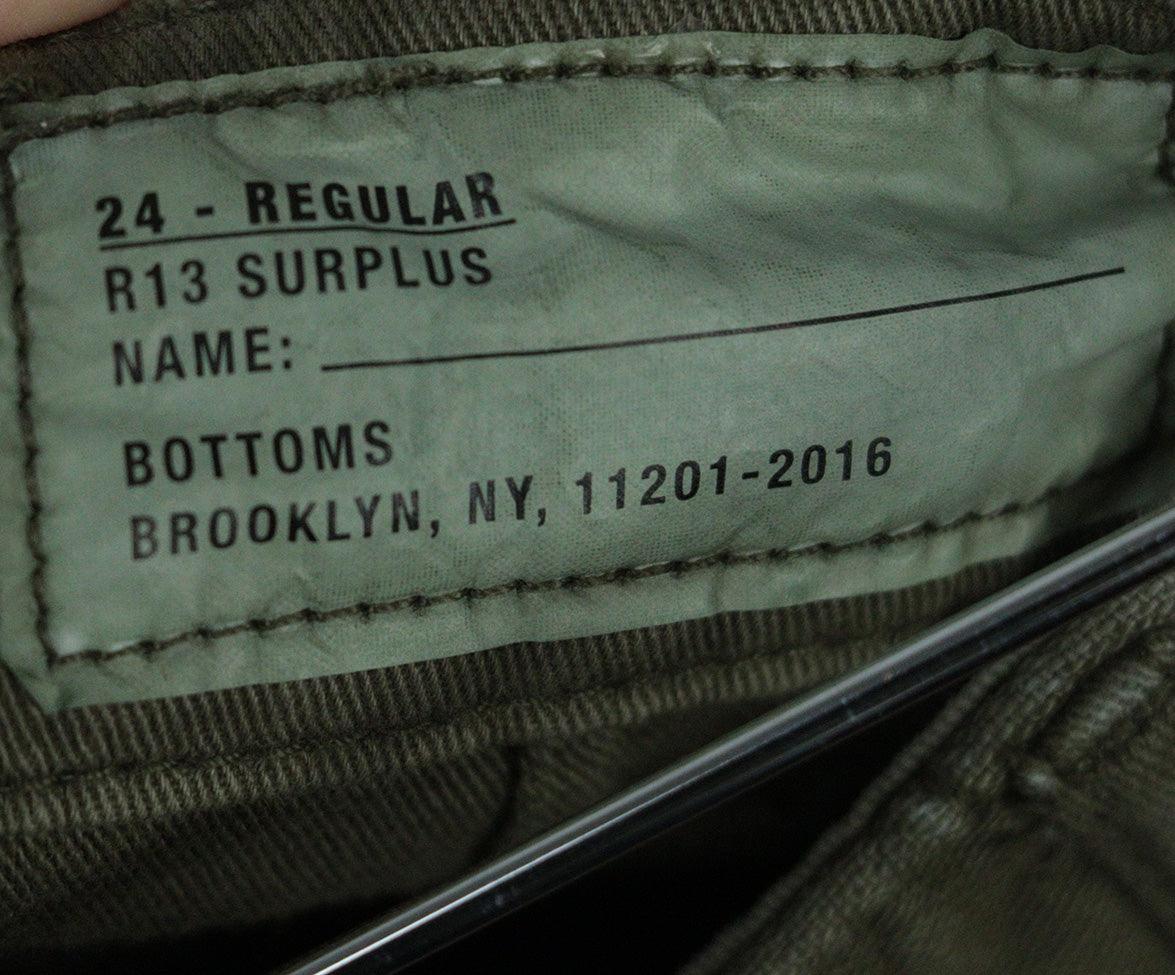 24 - REGULAR
R13 SURPLUS
NAME:
BOTTOMS
BROOKLYN, NY, 11201-2016